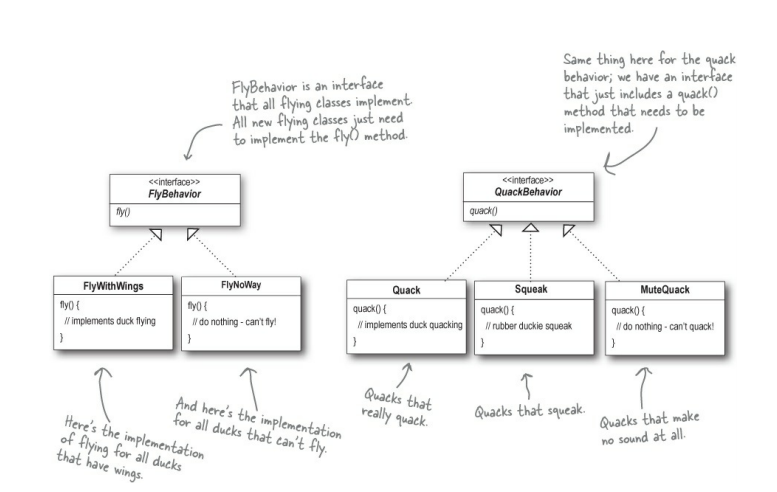 FlyBehavior is an interface
that all flying classes implement.
All new flying classes just need
to implement the fly() method.
Same thing here for the quack
behavior; we have an interface
that just includes a quack()
method that needs to be
implemented.
<<interface>>
FlyBehavior
fly()
<<interface>>
QuackBehavior
quack()
FlyWithWings
fly() {
// implements duck flying
}
FlyNoWay
fly() {
// do nothing - can't fly!
}
Quack
quack() {
// implements duck quacking
}
Squeak
quack() {
// rubber duckie squeak
}
MuteQuack
quack() {
// do nothing - can't quack!
}
Here's the implementation
of flying for all ducks
that have wings.
And here's the implementation
for all ducks that can't fly.
Quacks that
really quack.
Quacks that squeak.
Quacks that make
no sound at all.